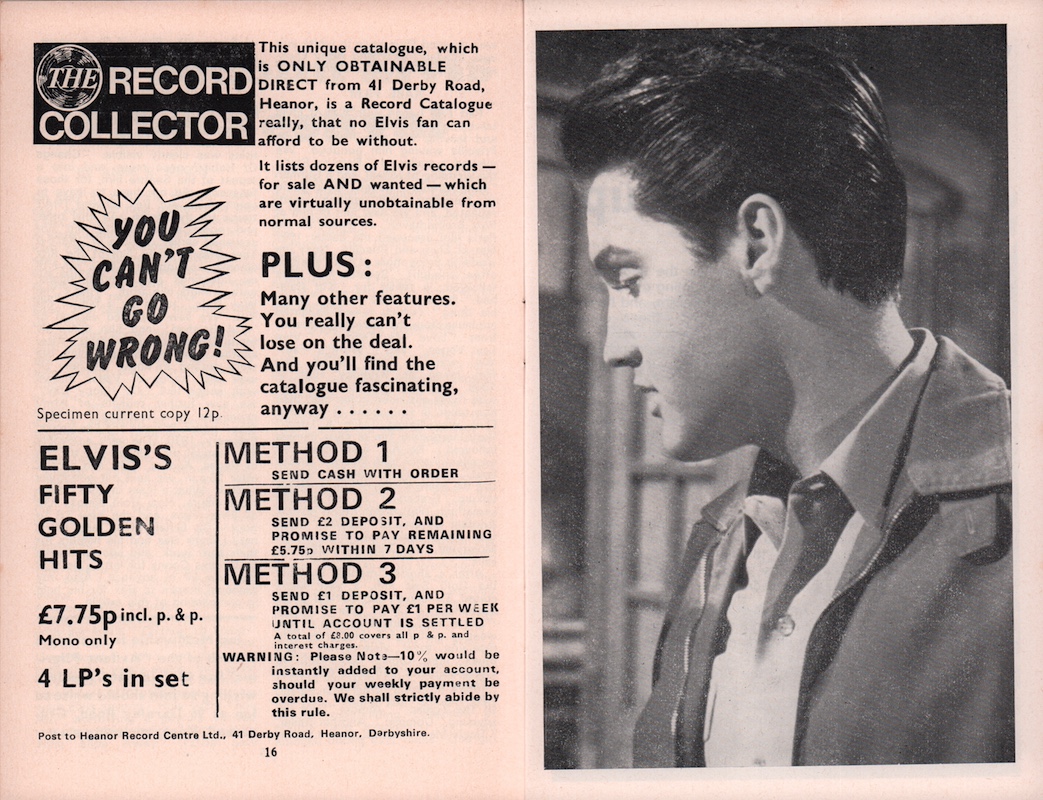 THE RECORD
COLLECTOR
This unique catalogue, which
is ONLY OBTAINABLE
DIRECT from 41 Derby Road,
Heanor, is a Record Catalogue
really, that no Elvis fan can
afford to be without.
It lists dozens of Elvis records —
for sale AND wanted — which
are virtually unobtainable from
normal sources.
YOU
CAN'T
GO
WRONG!
Specimen current copy 12p.
PLUS :
Many other features.
You really can't
lose on the deal.
And you'll find the
catalogue fascinating,
anyway . . . . . .
ELVIS'S
FIFTY
GOLDEN
HITS
£7.75p incl. p. & p.
Mono only
4 LP's in set
METHOD 1
SEND CASH WITH ORDER
METHOD 2
SEND £2 DEPOSIT, AND
PROMISE TO PAY REMAINING
£5.75p WITHIN 7 DAYS
METHOD 3
SEND £1 DEPOSIT, AND
PROMISE TO PAY £1 PER WEEK
UNTIL ACCOUNT IS SETTLED
A total of £8.00 covers all p & p. and
interest charges.
WARNING: Please Note—10% would be
instantly added to your account,
should your weekly payment be
overdue. We shall strictly abide by
this rule.
Post to Heanor Record Centre Ltd., 41 Derby Road, Heanor, Derbyshire.
16